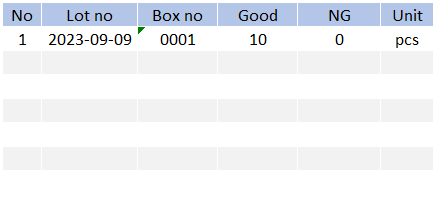 No Lot no Box no Good NG Unit
1 2023-09-09 0001 10 0 pcs